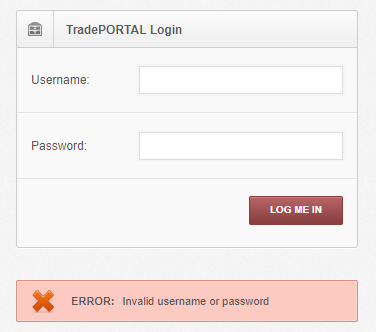 TradePORTAL Login
Username:
Password:
LOG ME IN
ERROR: Invalid username or password